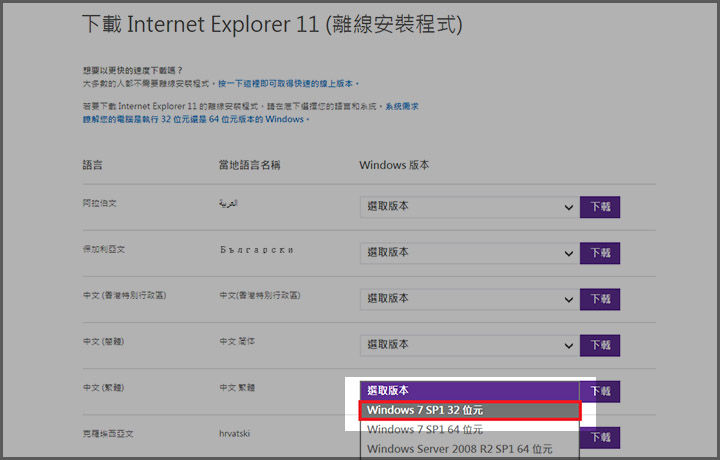 下載 Internet Explorer 11 (離線安裝程式)
想要以更快的速度下載嗎？
大多數的人都不需要離線安裝程式。按一下這裡即可取得快速的線上版本。
若要下載 Internet Explorer 11 的離線安裝程式，請在底下選擇您的語言和系統。系統需求
瞭解您的電腦是執行 32 位元還是 64 位元版本的 Windows。
語言 當地語言名稱 Windows 版本
阿拉伯文 العربية 選取版本 下載
保加利亞文 Български 選取版本 下載
中文 (香港特別行政區) 中文(香港特別行政區) 選取版本 下載
中文 (簡體) 中文 简体 選取版本 下載
中文 (繁體) 中文 繁體 選取版本 下載
Windows 7 SP1 32 位元
Windows 7 SP1 64 位元
克羅埃西亞文 hrvatski 下載
Windows Server 2008 R2 SP1 64 位元